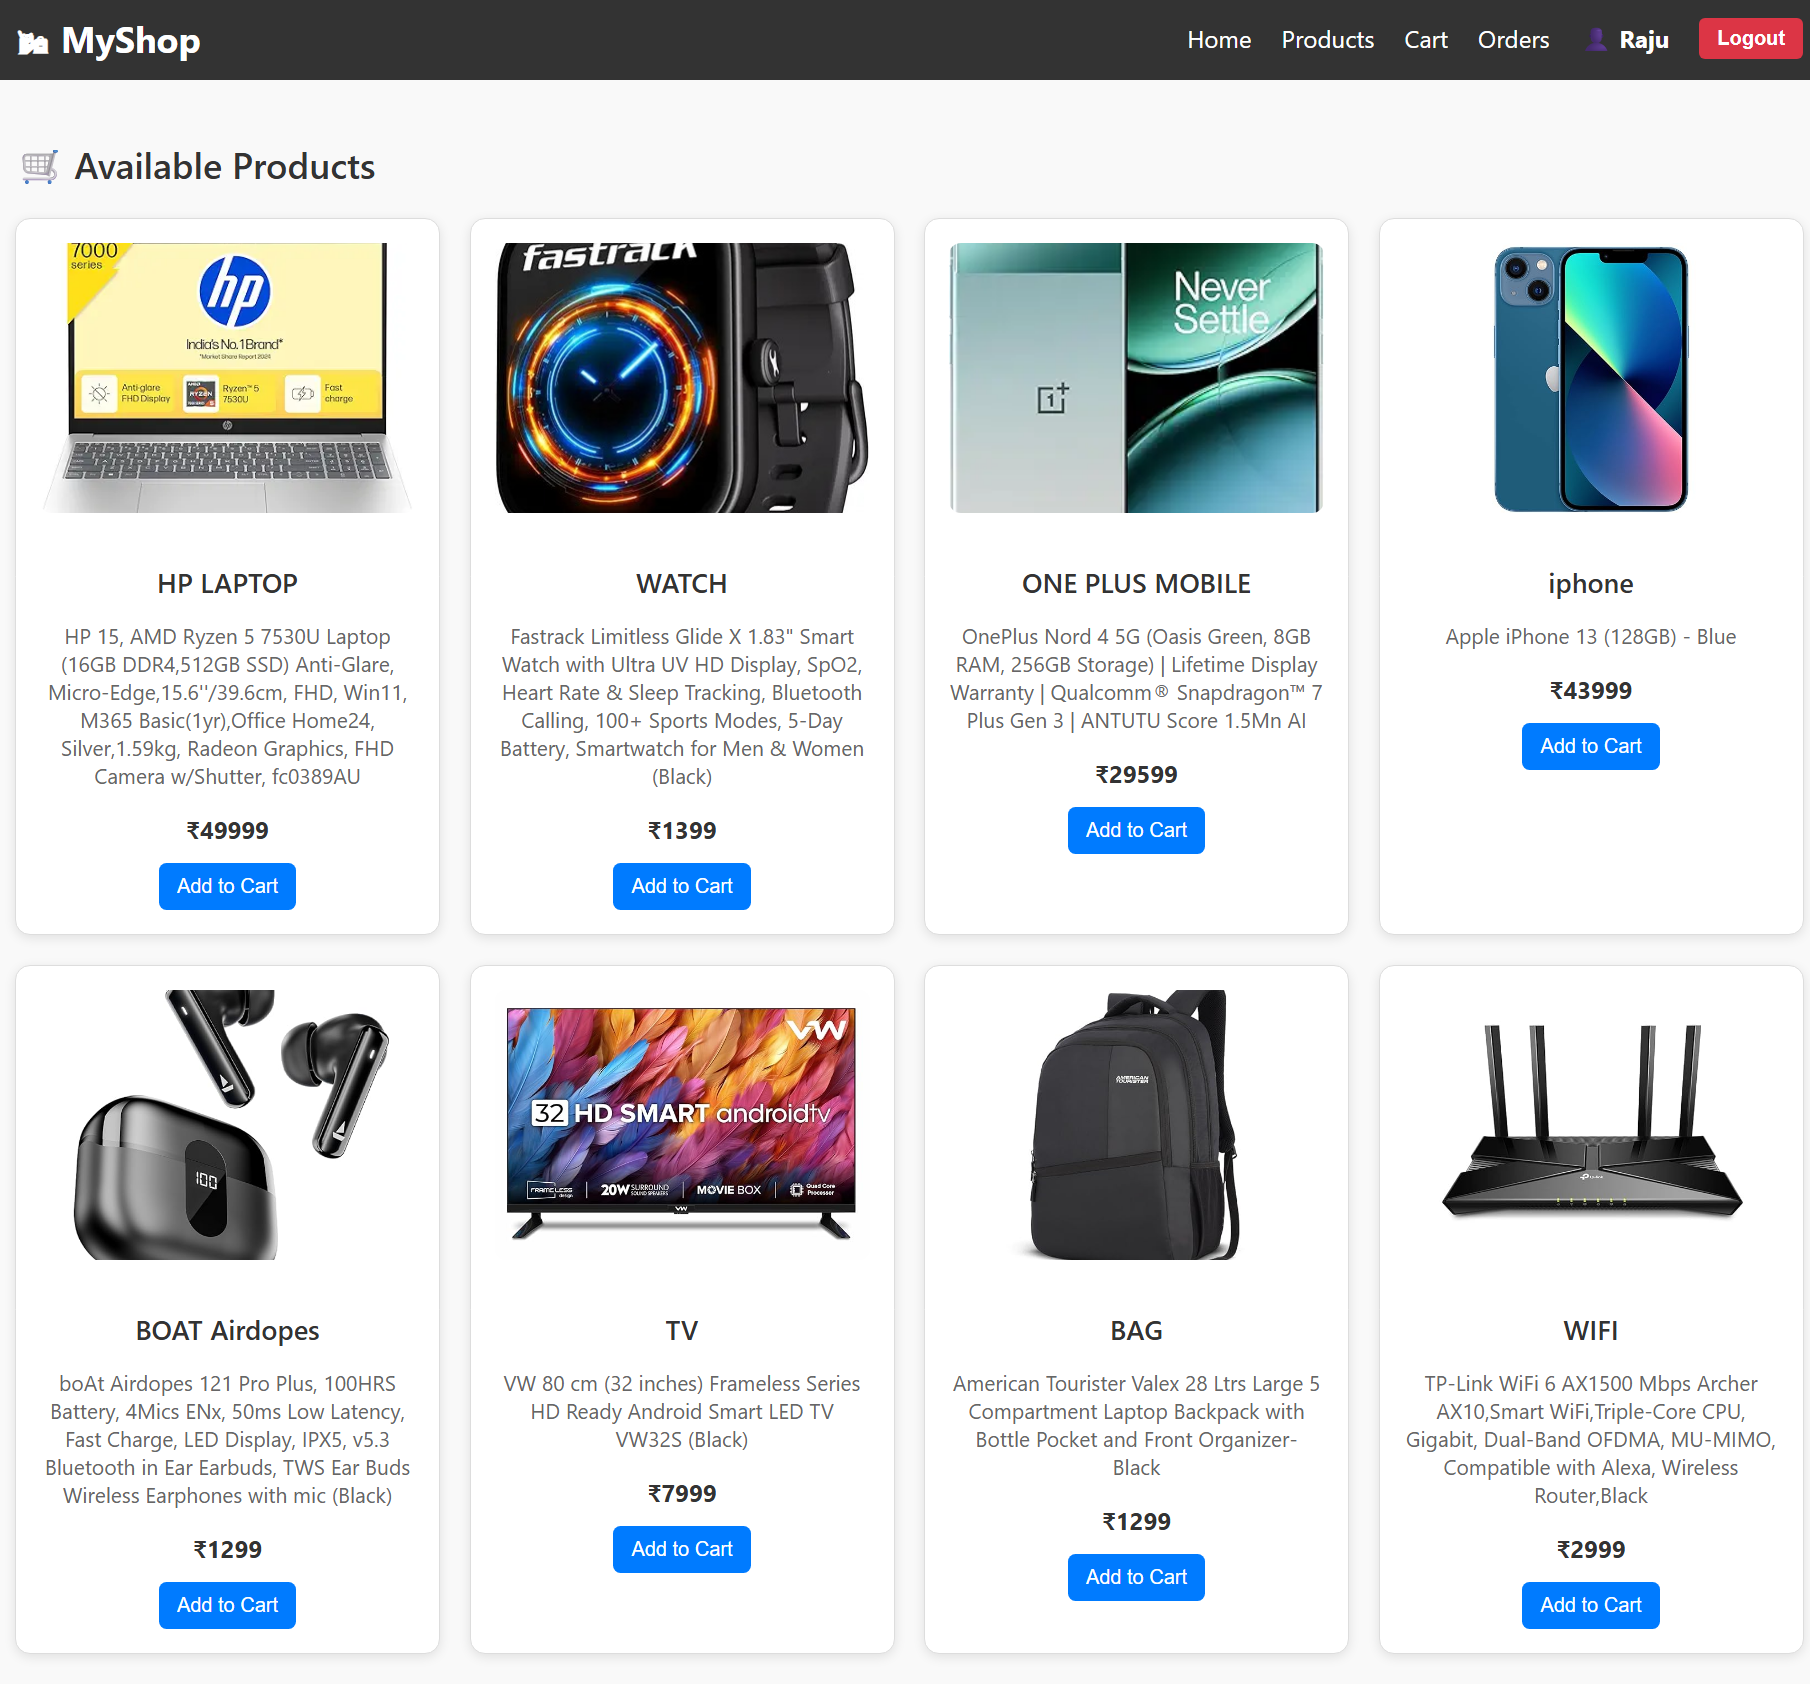 MyShop
Home Products Cart Orders Raju Logout
Available Products
7000
series
hp
India's No.1 Brand*
*Market Share Report 2024
Anti-glare
FHD Display
AMD
RYZEN
Ryzen™ 5
7530U
Fast
charge
hp
HP LAPTOP
HP 15, AMD Ryzen 5 7530U Laptop
(16GB DDR4,512GB SSD) Anti-Glare,
Micro-Edge,15.6''/39.6cm, FHD, Win11,
M365 Basic(1yr),Office Home24,
Silver,1.59kg, Radeon Graphics, FHD
Camera w/Shutter, fc0389AU
₹49999
Add to Cart
fastrack
WATCH
Fastrack Limitless Glide X 1.83" Smart
Watch with Ultra UV HD Display, SpO2,
Heart Rate & Sleep Tracking, Bluetooth
Calling, 100+ Sports Modes, 5-Day
Battery, Smartwatch for Men & Women
(Black)
₹1399
Add to Cart
Never
Settle
1+
ONE PLUS MOBILE
OnePlus Nord 4 5G (Oasis Green, 8GB
RAM, 256GB Storage) | Lifetime Display
Warranty | Qualcomm® Snapdragon™ 7
Plus Gen 3 | ANTUTU Score 1.5Mn AI
₹29599
Add to Cart
iphone
Apple iPhone 13 (128GB) - Blue
₹43999
Add to Cart
100
BOAT Airdopes
boAt Airdopes 121 Pro Plus, 100HRS
Battery, 4Mics ENx, 50ms Low Latency,
Fast Charge, LED Display, IPX5, v5.3
Bluetooth in Ear Earbuds, TWS Ear Buds
Wireless Earphones with mic (Black)
₹1299
Add to Cart
VW
32 HD SMART androidtv
FRAMELESS
design
20W SURROUND
SOUND SPEAKERS
MOVIE BOX
Quad Core
Processor
VW
TV
VW 80 cm (32 inches) Frameless Series
HD Ready Android Smart LED TV
VW32S (Black)
₹7999
Add to Cart
AMERICAN
TOURISTER
BAG
American Tourister Valex 28 Ltrs Large 5
Compartment Laptop Backpack with
Bottle Pocket and Front Organizer-
Black
₹1299
Add to Cart
tp-link
WIFI
TP-Link WiFi 6 AX1500 Mbps Archer
AX10,Smart WiFi,Triple-Core CPU,
Gigabit, Dual-Band OFDMA, MU-MIMO,
Compatible with Alexa, Wireless
Router,Black
₹2999
Add to Cart